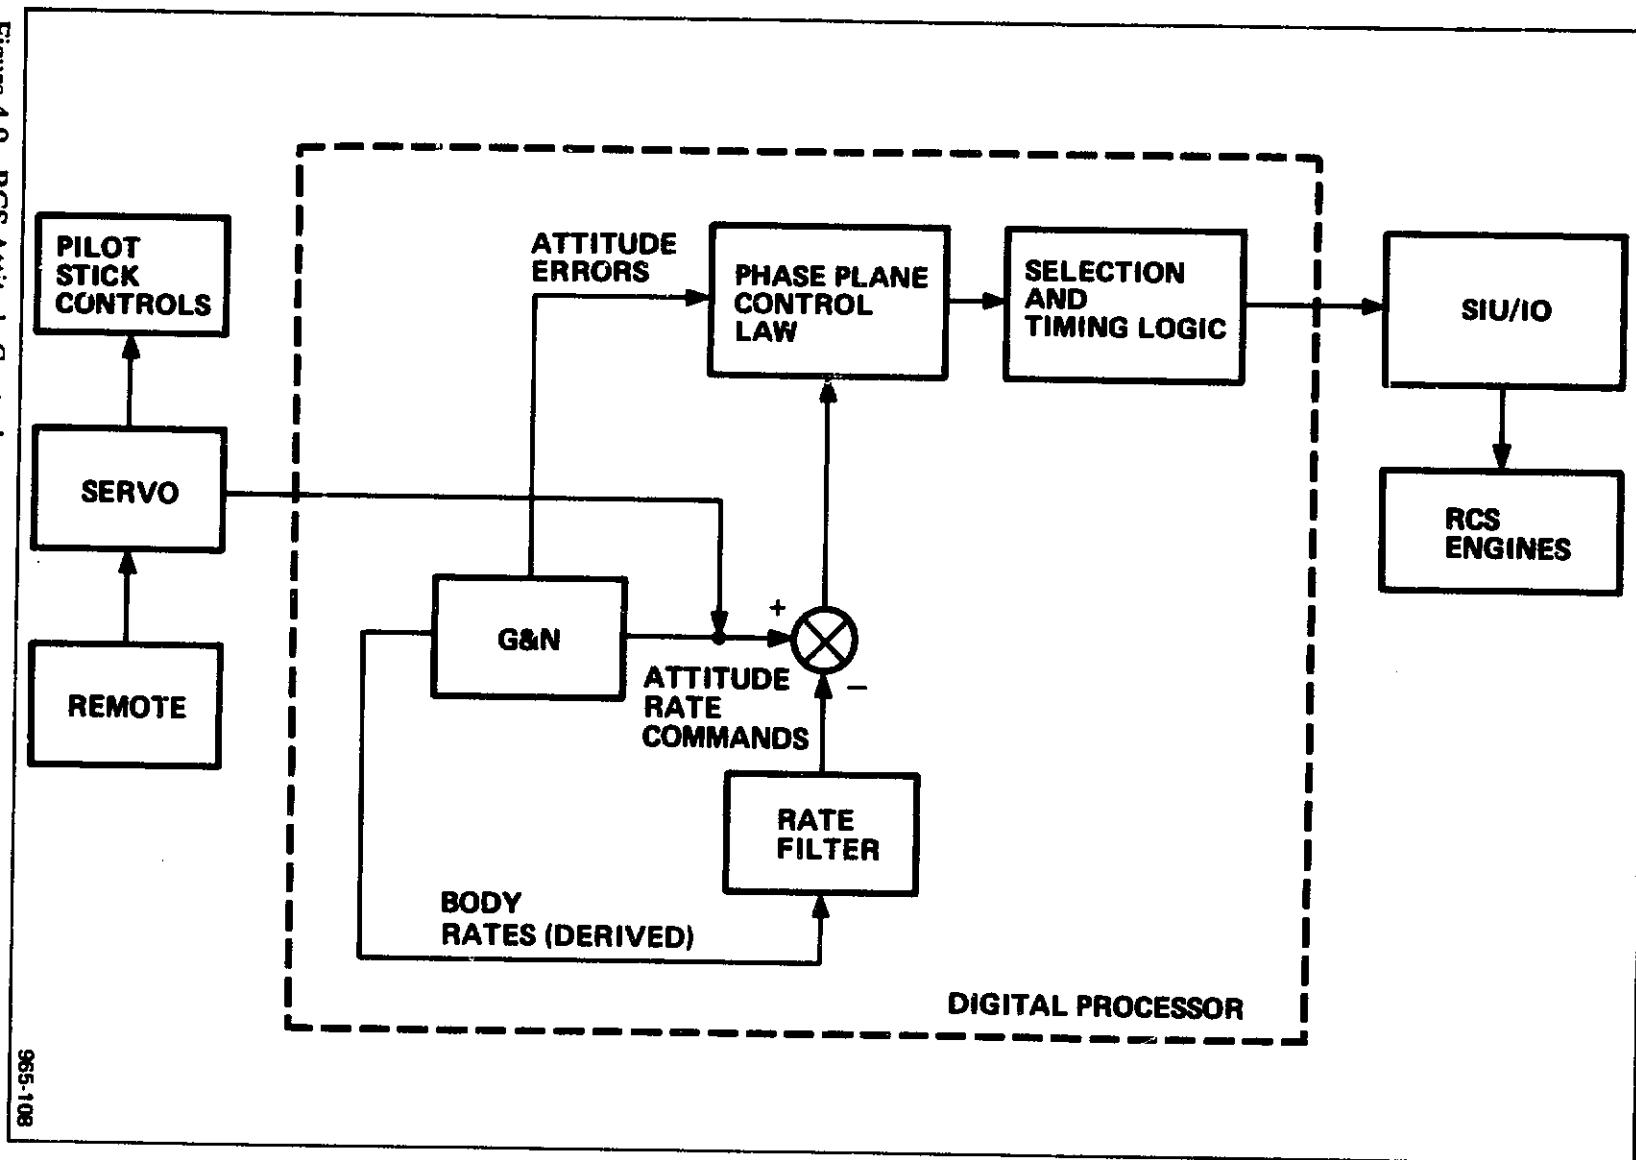 PILOT
STICK
CONTROLS
SERVO
REMOTE
ATTITUDE
ERRORS
PHASE PLANE
CONTROL
LAW
SELECTION
AND
TIMING LOGIC
SIU/IO
RCS
ENGINES
G&N
+
−
ATTITUDE
RATE
COMMANDS
RATE
FILTER
BODY
RATES (DERIVED)
DIGITAL PROCESSOR
965-108